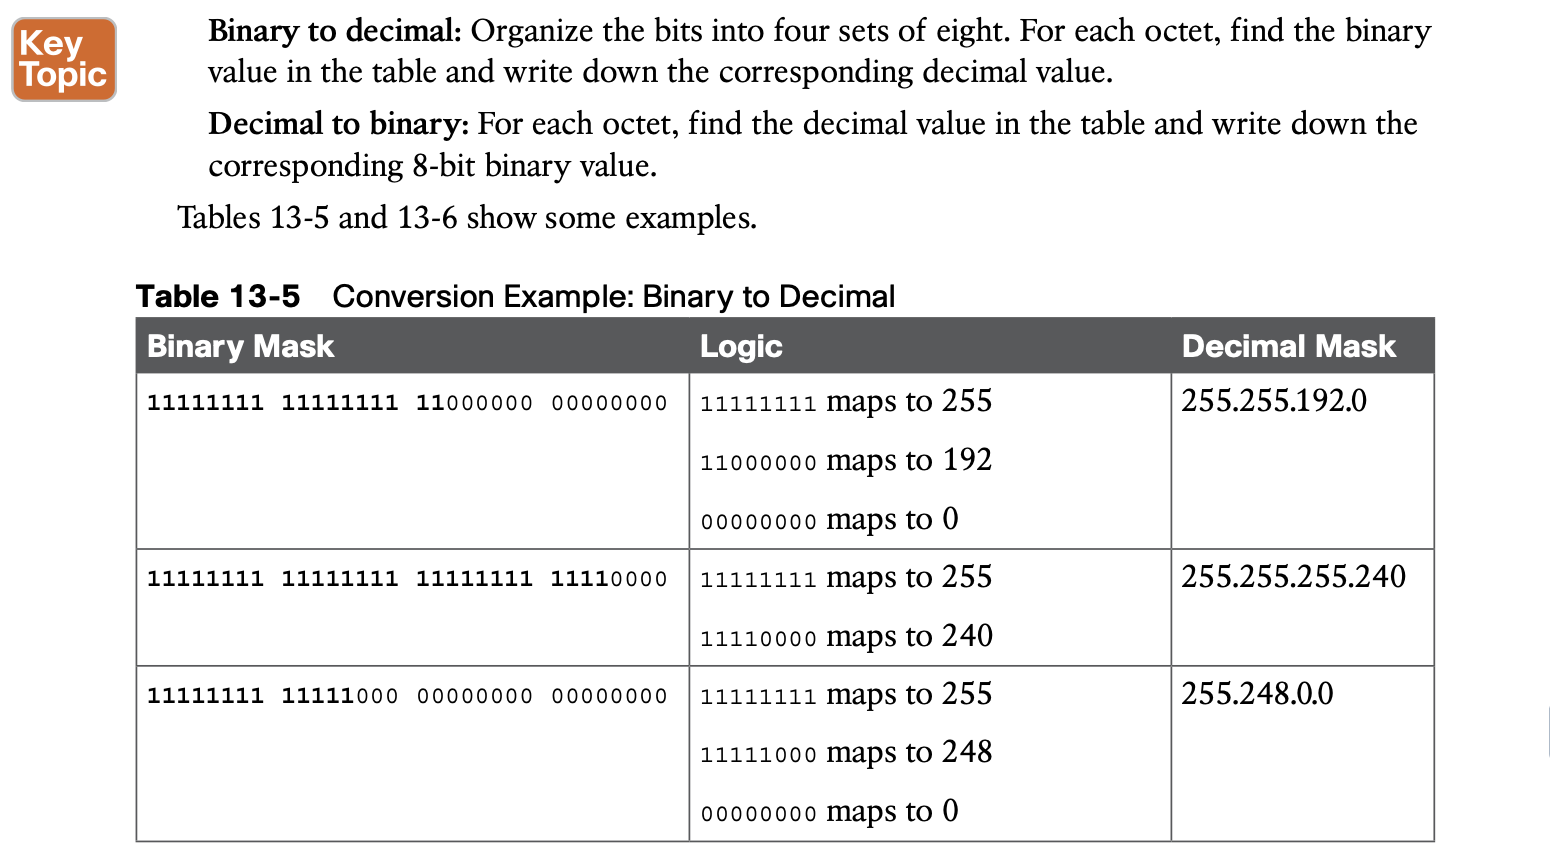 Key
Topic
Binary to decimal: Organize the bits into four sets of eight. For each octet, find the binary
value in the table and write down the corresponding decimal value.
Decimal to binary: For each octet, find the decimal value in the table and write down the
corresponding 8-bit binary value.
Tables 13-5 and 13-6 show some examples.
Table 13-5 Conversion Example: Binary to Decimal
Binary Mask Logic Decimal Mask
11111111 11111111 11000000 00000000 11111111 maps to 255 255.255.192.0
11000000 maps to 192
00000000 maps to 0
11111111 11111111 11111111 11110000 11111111 maps to 255 255.255.255.240
11110000 maps to 240
11111111 11111000 00000000 00000000 11111111 maps to 255 255.248.0.0
11111000 maps to 248
00000000 maps to 0